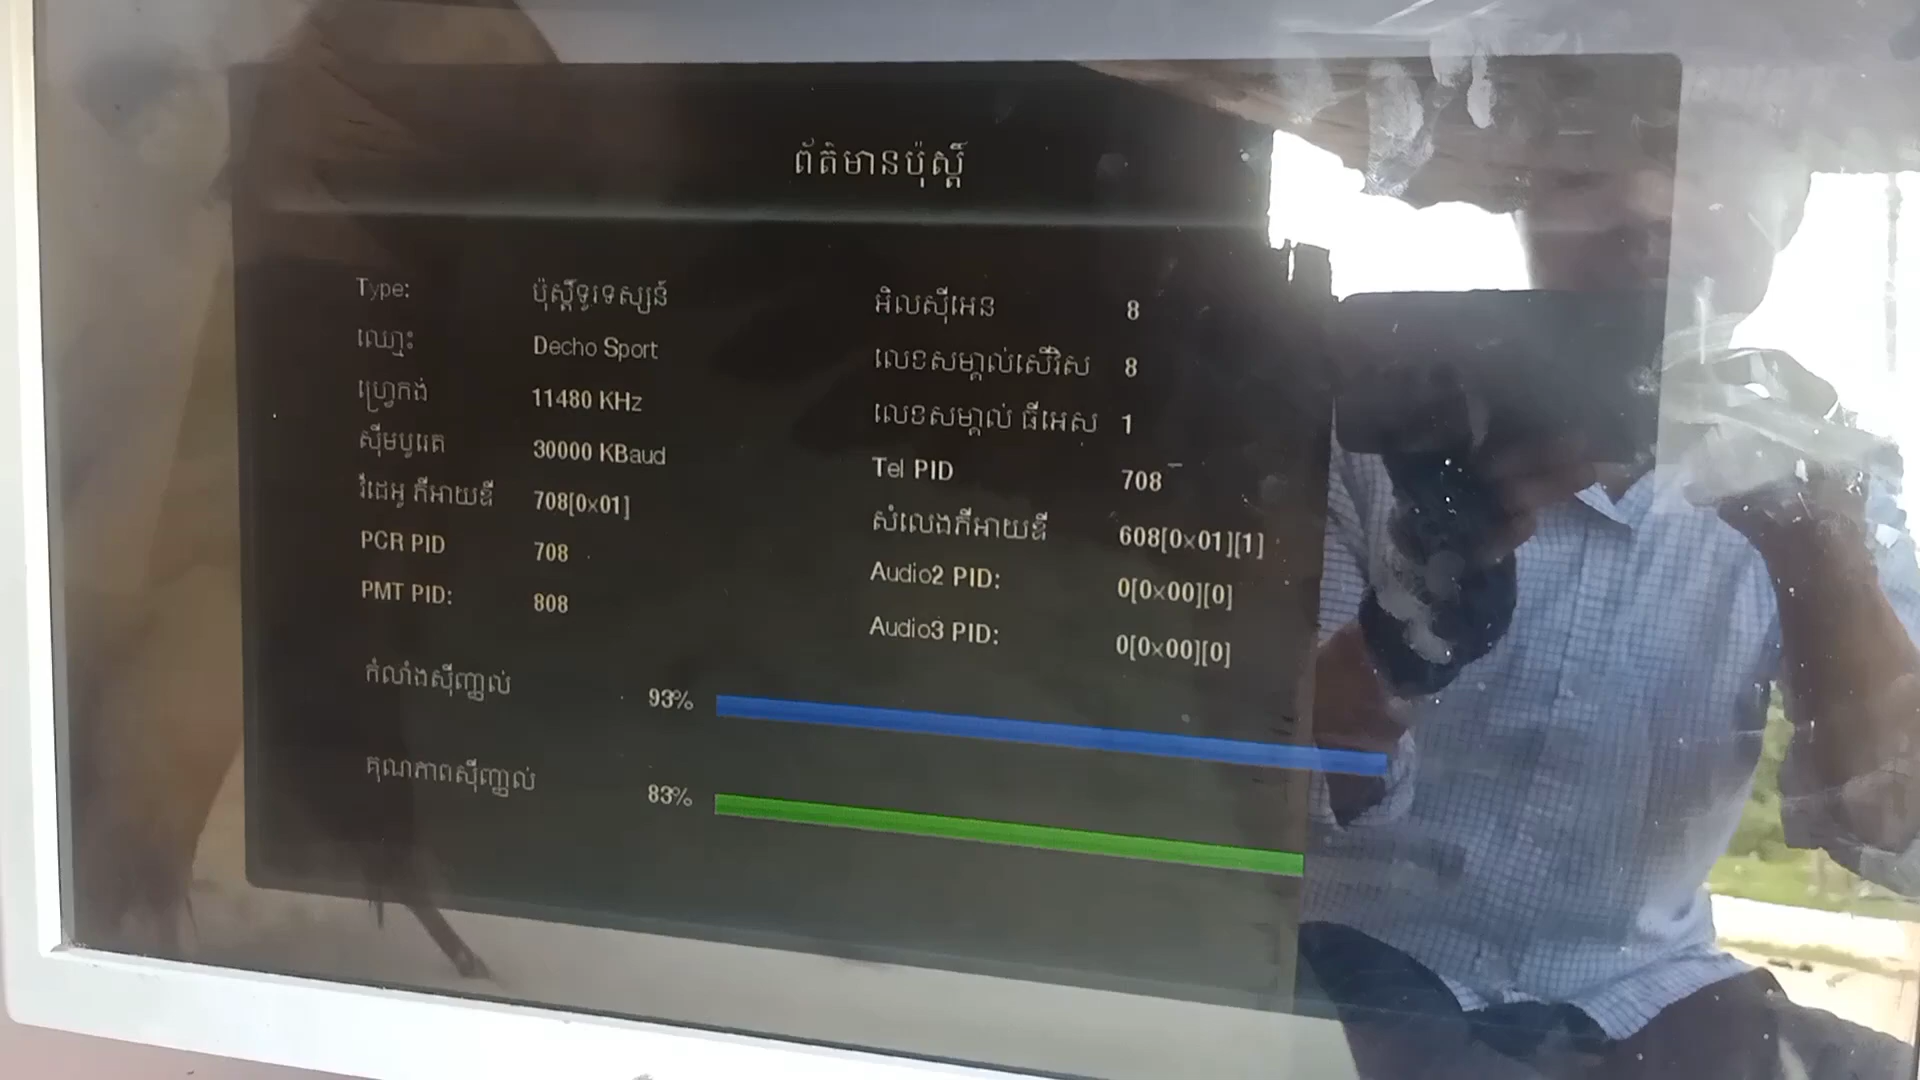 ព័ត៌មានប៉ុស្តិ៍
Type: ប៉ុស្តិ៍ទូរទស្សន៍
ឈ្មោះ Decho Sport
ហ្វ្រេកង់ 11480 KHz
ស៊ីមបូរេត 30000 KBaud
វីដេអូ ភីអាយឌី 708[0x01]
PCR PID 708
PMT PID: 808
អិលស៊ីអេន 8
លេខសម្គាល់សើវិស 8
លេខសម្គាល់ ធីអេស 1
Tel PID 708
សំលេងភីអាយឌី 608[0x01][1]
Audio2 PID: 0[0x00][0]
Audio3 PID: 0[0x00][0]
កំលាំងស៊ីញ្ញល់ 93%
គុណភាពស៊ីញ្ញល់ 83%